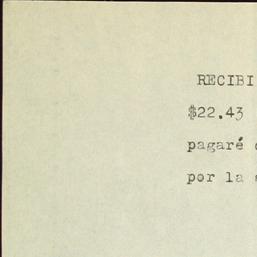 RECIBI
$22.43
pagaré
por la